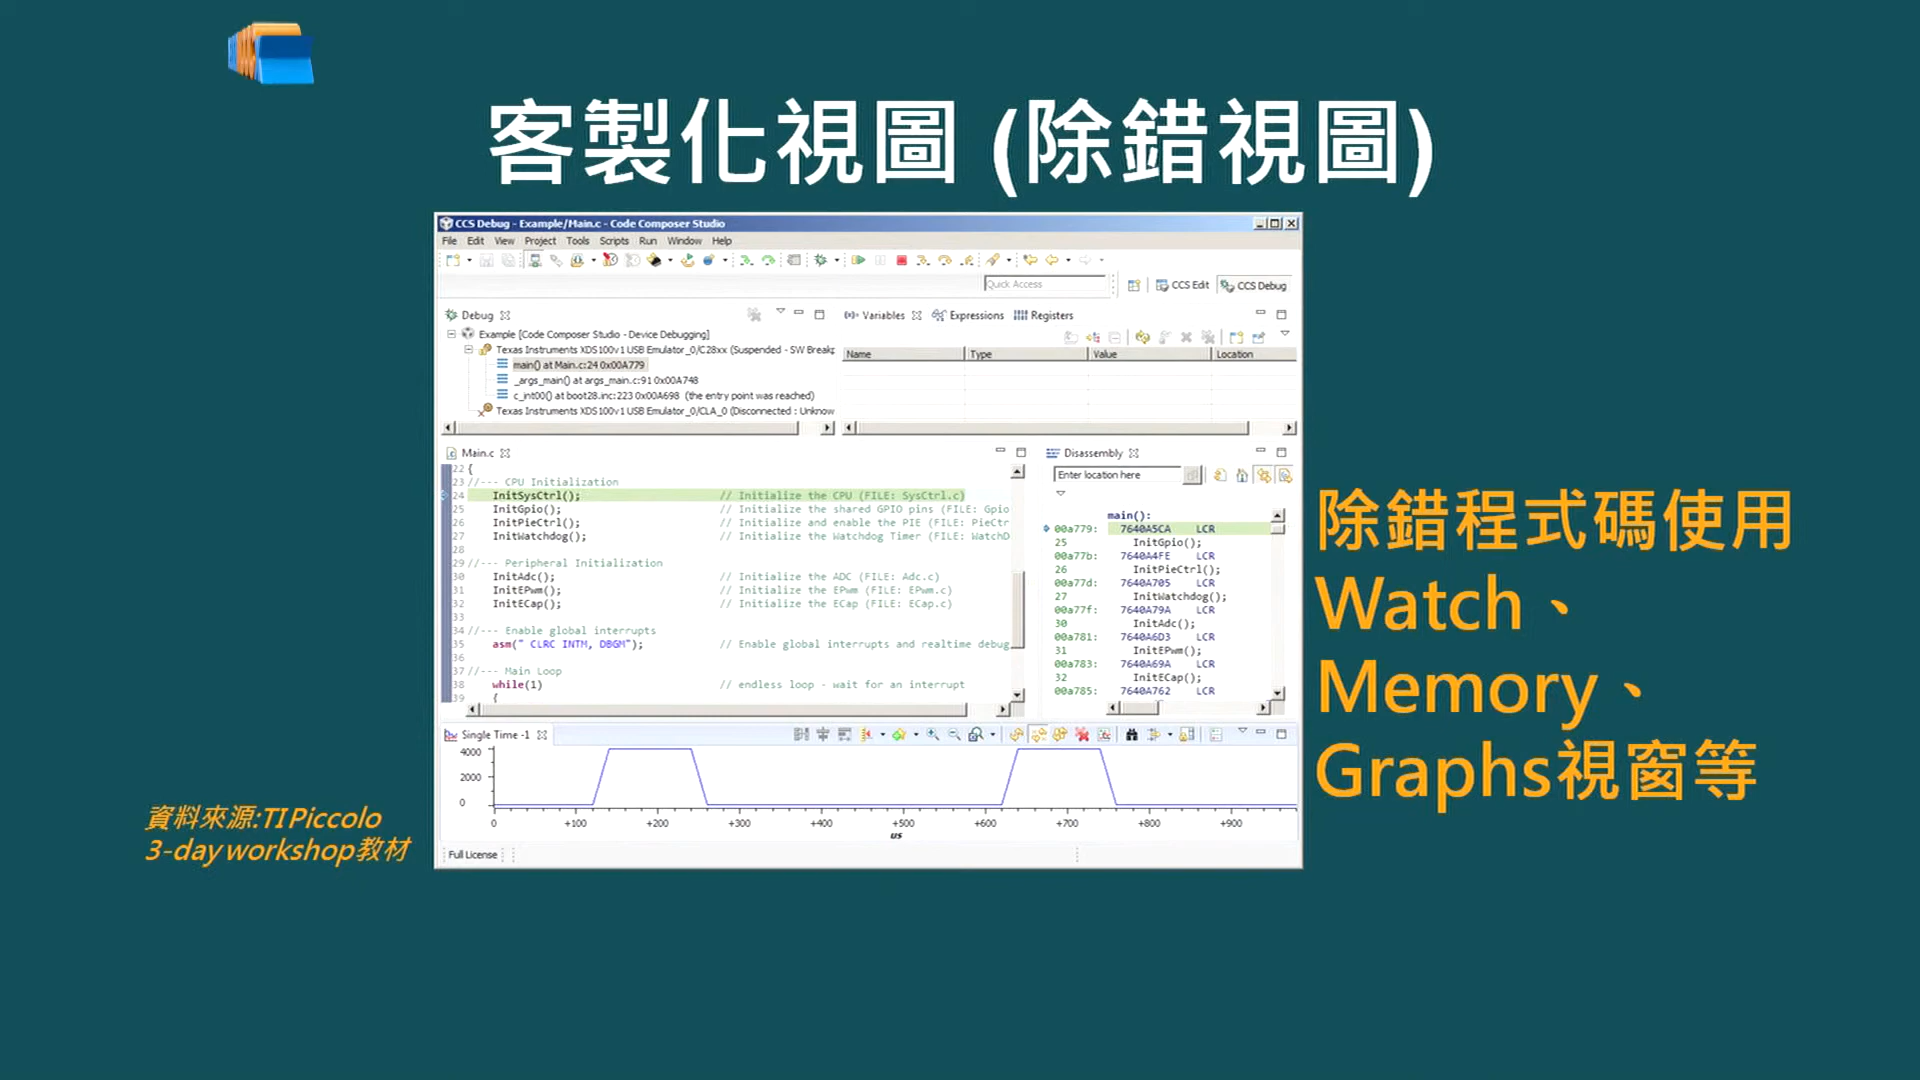 客製化視圖 (除錯視圖)
CCS Debug - Example/Main.c - Code Composer Studio
File Edit View Project Tools Scripts Run Window Help
Quick Access
CCS Edit CCS Debug
Debug
Example [Code Composer Studio - Device Debugging]
Texas Instruments XDS100v1 USB Emulator_0/C28xx (Suspended - SW Breakp
main() at Main.c:24 0x00A779
_args_main() at args_main.c:91 0x00A748
c_int00() at boot28.inc:223 0x00A698 (the entry point was reached)
Texas Instruments XDS100v1 USB Emulator_0/CLA_0 (Disconnected : Unknow
Variables Expressions Registers
Name Type Value Location
Main.c
22 {
23 //--- CPU Initialization
24 InitSysCtrl(); // Initialize the CPU (FILE: SysCtrl.c)
25 InitGpio(); // Initialize the shared GPIO pins (FILE: Gpio
26 InitPieCtrl(); // Initialize and enable the PIE (FILE: PieCtr
27 InitWatchdog(); // Initialize the Watchdog Timer (FILE: WatchD
28
29 //--- Peripheral Initialization
30 InitAdc(); // Initialize the ADC (FILE: Adc.c)
31 InitEPwm(); // Initialize the EPwm (FILE: EPwm.c)
32 InitECap(); // Initialize the ECap (FILE: ECap.c)
33
34 //--- Enable global interrupts
35 asm(" CLRC INTM, DBGM"); // Enable global interrupts and realtime debug
36
37 //--- Main Loop
38 while(1) // endless loop - wait for an interrupt
39 {
Disassembly
Enter location here
main():
00a779: 7640A5CA LCR
25 InitGpio();
00a77b: 7640A4FE LCR
26 InitPieCtrl();
00a77d: 7640A705 LCR
27 InitWatchdog();
00a77f: 7640A79A LCR
30 InitAdc();
00a781: 7640A6D3 LCR
31 InitEPwm();
00a783: 7640A69A LCR
32 InitECap();
00a785: 7640A762 LCR
Single Time -1
4000
2000
0
0 +100 +200 +300 +400 +500 +600 +700 +800 +900
us
Full License
除錯程式碼使用
Watch、
Memory、
Graphs視窗等
資料來源:TI Piccolo
3-day workshop教材